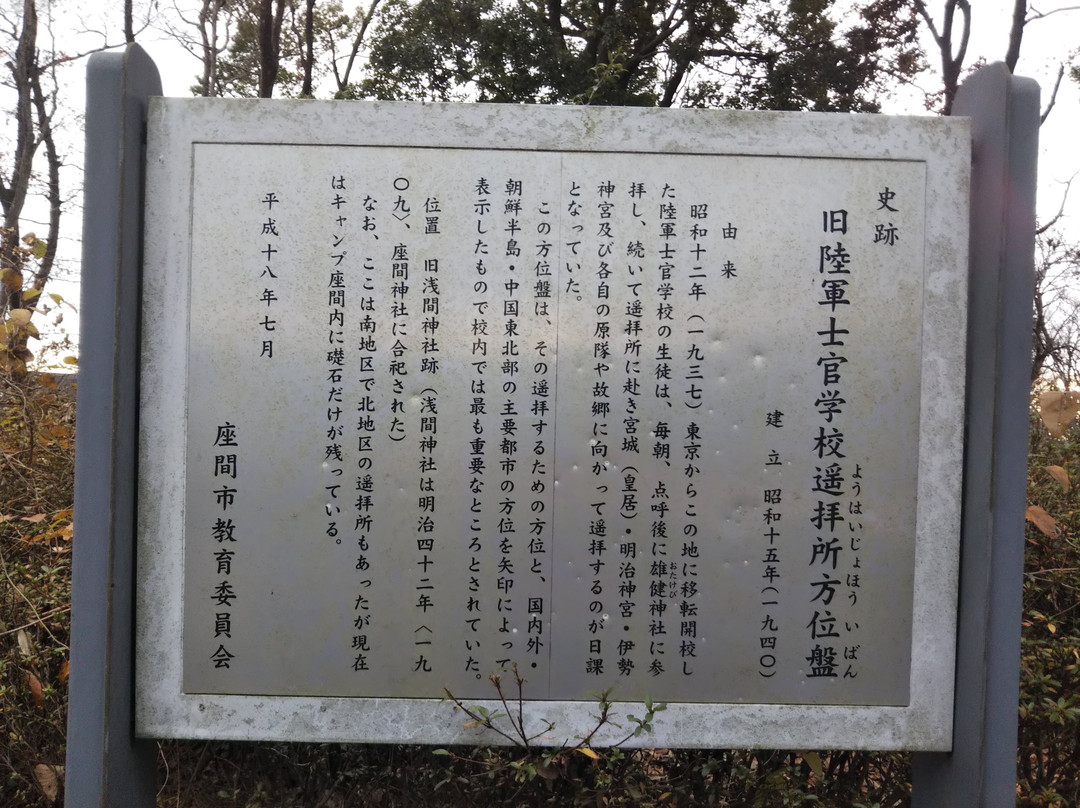 史跡
旧陸軍士官学校遥拝所方位盤
ようはいじょほういばん
建立 昭和十五年(一九四〇)
由来
昭和十二年(一九三七)東京からこの地に移転開校し
た陸軍士官学校の生徒は、毎朝、点呼後に雄健神社に参
おたけび
拝し、続いて遥拝所に赴き宮城(皇居)・明治神宮・伊勢
神宮及び各自の原隊や故郷に向かって遥拝するのが日課
となっていた。
この方位盤は、その遥拝するための方位と、国内外・
朝鮮半島・中国東北部の主要都市の方位を矢印によって
表示したもので校内では最も重要なところとされていた。
位置 旧浅間神社跡(浅間神社は明治四十二年〈一九
〇九〉、座間神社に合祀された)
なお、ここは南地区で北地区の遥拝所もあったが現在
はキャンプ座間内に礎石だけが残っている。
平成十八年七月
座間市教育委員会